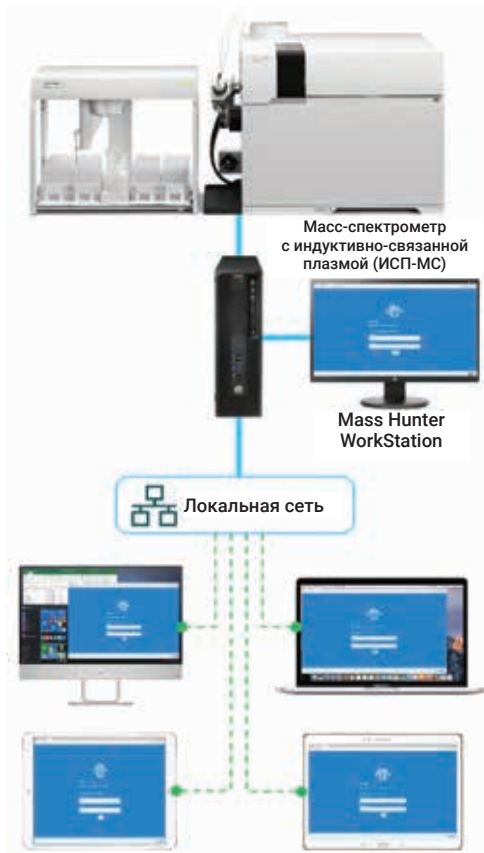 Масс-спектрометр
с индуктивно-связанной
плазмой (ИСП-МС)
Mass Hunter
WorkStation
Локальная сеть